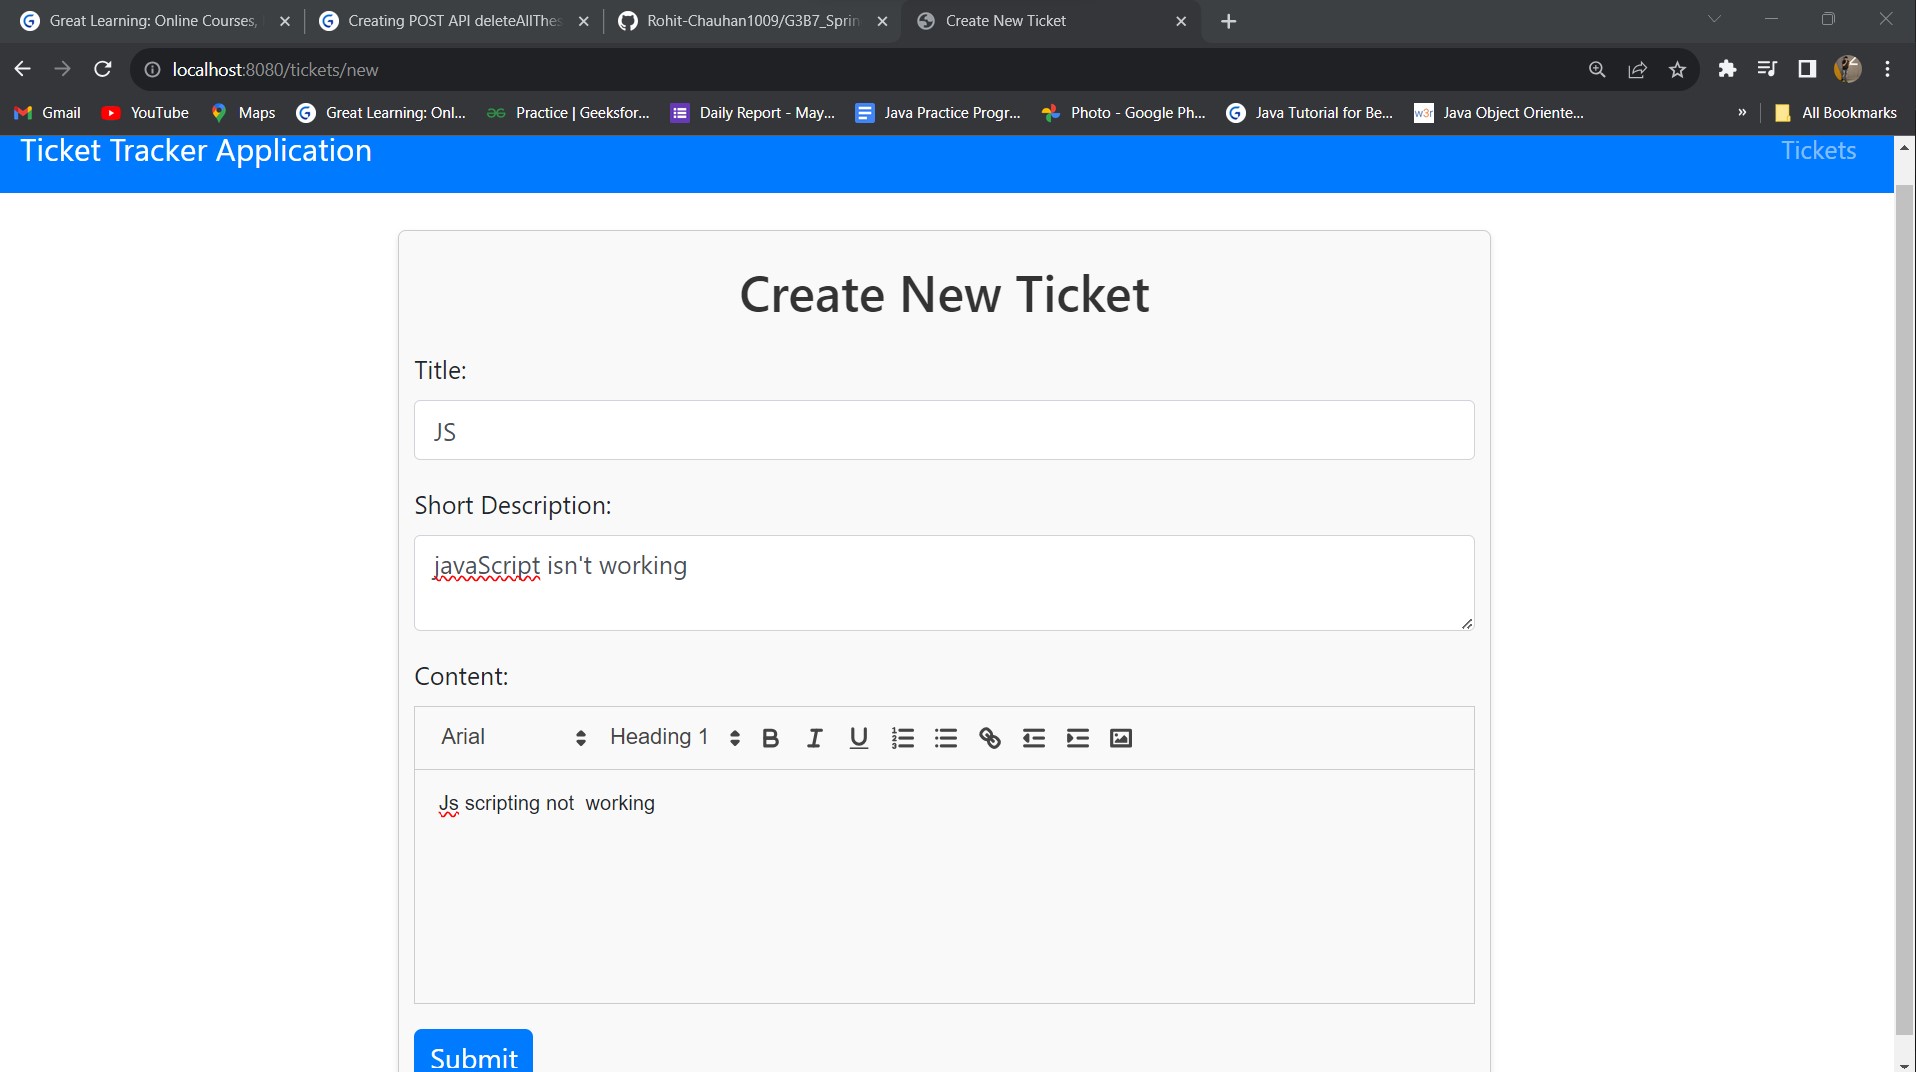 Great Learning: Online Courses,
Creating POST API deleteAllThes
Rohit-Chauhan1009/G3B7_Sprin
Create New Ticket
localhost:8080/tickets/new
Gmail
YouTube
Maps
Great Learning: Onl...
Practice | Geeksfor...
Daily Report - May...
Java Practice Progr...
Photo - Google Ph...
Java Tutorial for Be...
w3r
Java Object Oriente...
»
All Bookmarks
Ticket Tracker Application
Tickets
Create New Ticket
Title:
JS
Short Description:
javaScript isn't working
Content:
Arial
Heading 1
Js scripting not  working
Submit